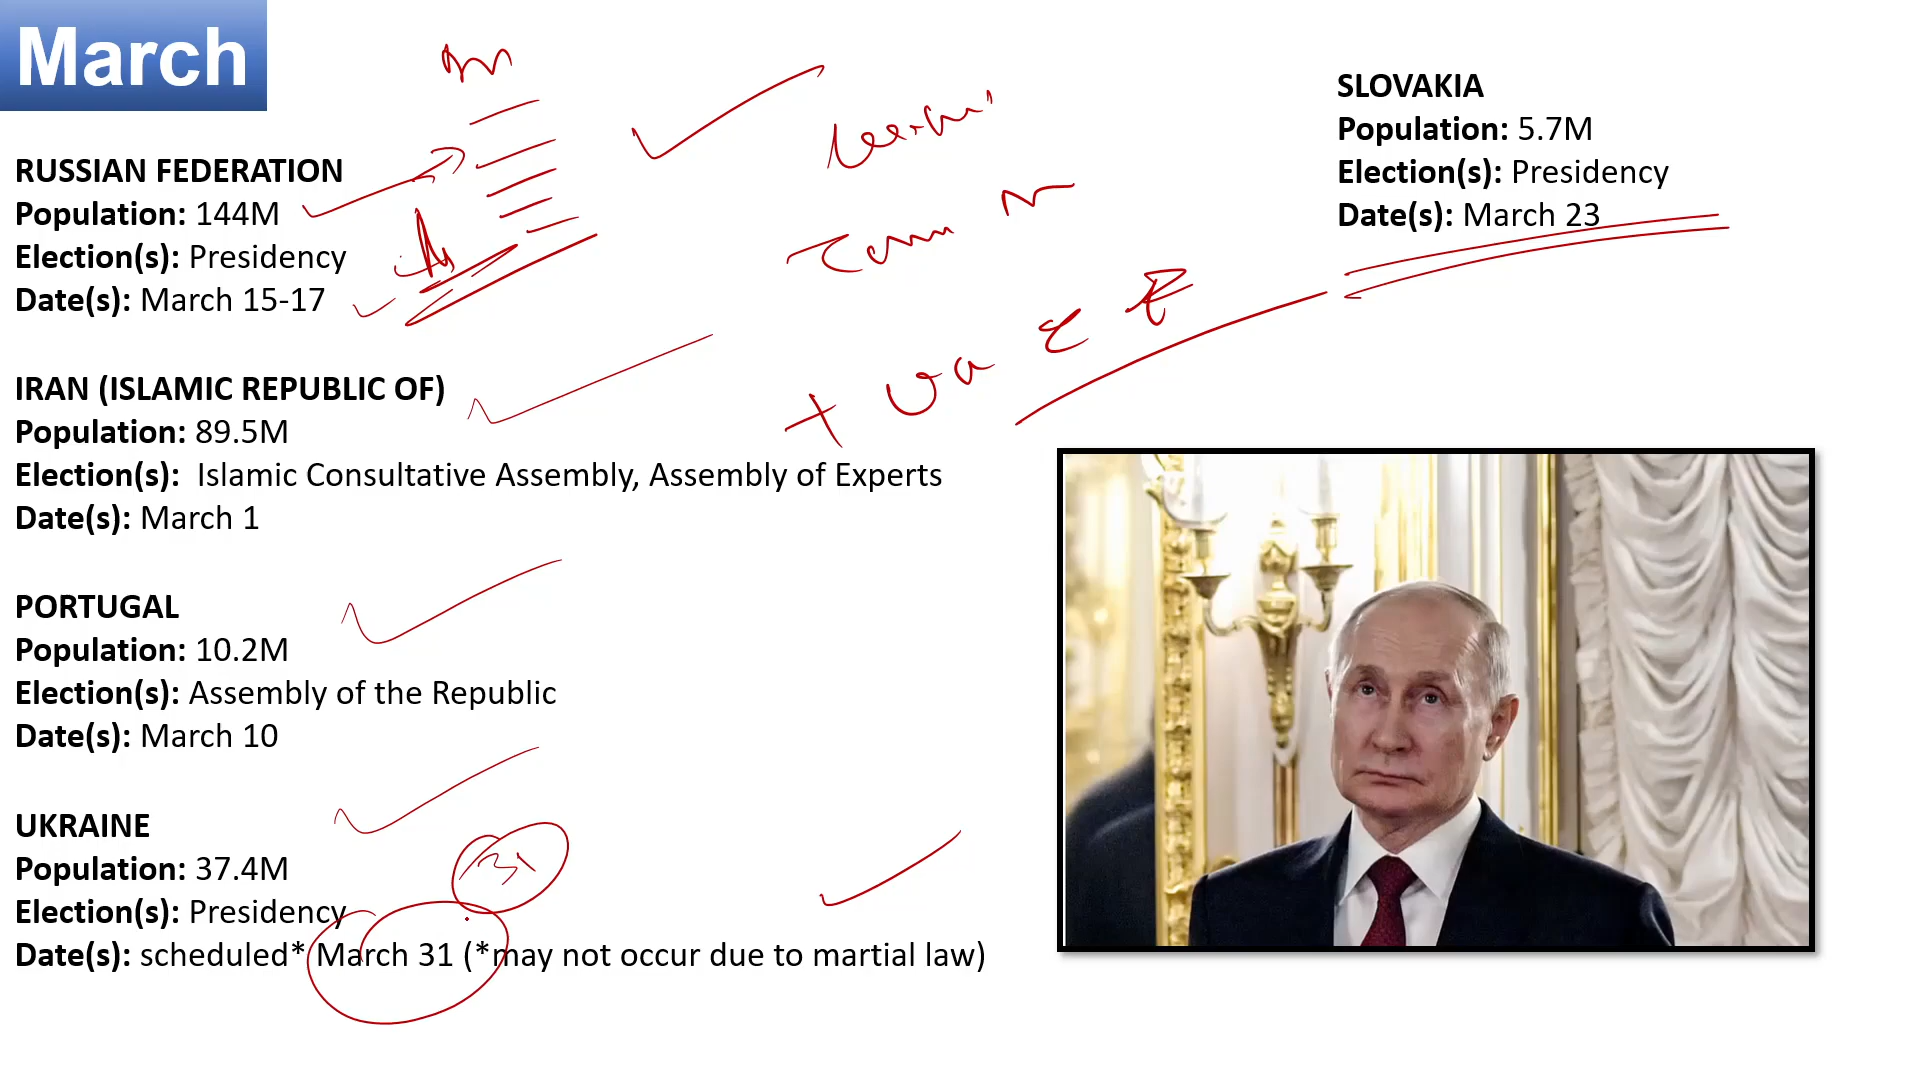 March
RUSSIAN FEDERATION
Population: 144M
Election(s): Presidency
Date(s): March 15-17
IRAN (ISLAMIC REPUBLIC OF)
Population: 89.5M
Election(s): Islamic Consultative Assembly, Assembly of Experts
Date(s): March 1
PORTUGAL
Population: 10.2M
Election(s): Assembly of the Republic
Date(s): March 10
UKRAINE
31
Population: 37.4M
Election(s): Presidency
Date(s): scheduled* March 31 (*may not occur due to martial law)
SLOVAKIA
Population: 5.7M
Election(s): Presidency
Date(s): March 23